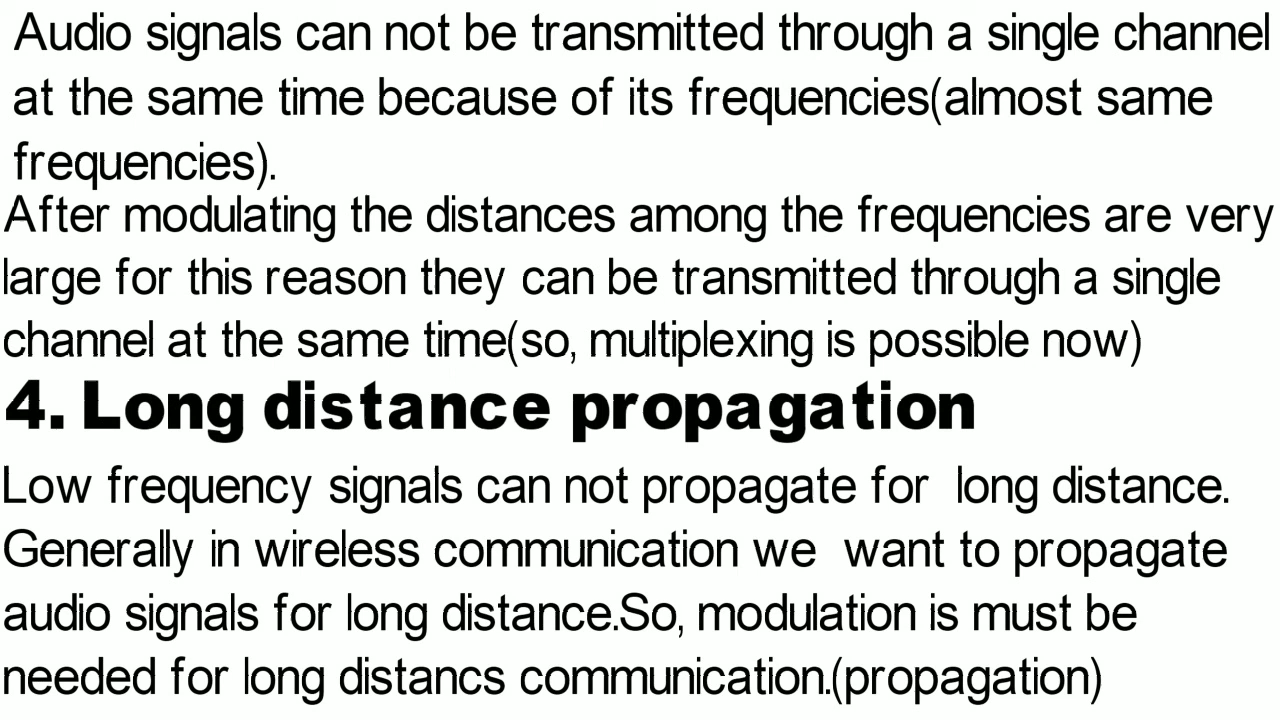 Audio signals can not be transmitted through a single channel
at the same time because of its frequencies(almost same
frequencies).
After modulating the distances among the frequencies are very
large for this reason they can be transmitted through a single
channel at the same time(so, multiplexing is possible now)
4. Long distance propagation
Low frequency signals can not propagate for  long distance.
Generally in wireless communication we  want to propagate
audio signals for long distance.So, modulation is must be
needed for long distancs communication.(propagation)